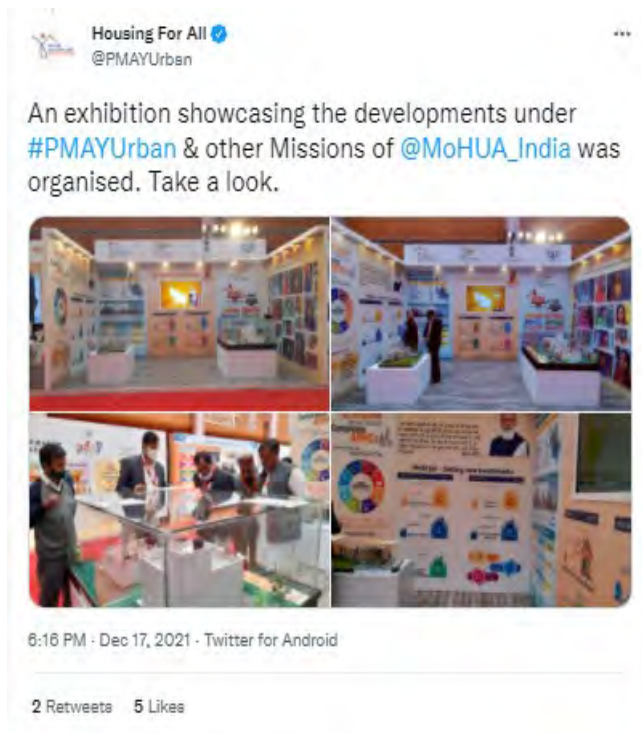 Housing For All
@PMAYUrban
An exhibition showcasing the developments under
#PMAYUrban & other Missions of @MoHUA_India was
organised. Take a look.
6:16 PM · Dec 17, 2021 · Twitter for Android
2 Retweets 5 Likes